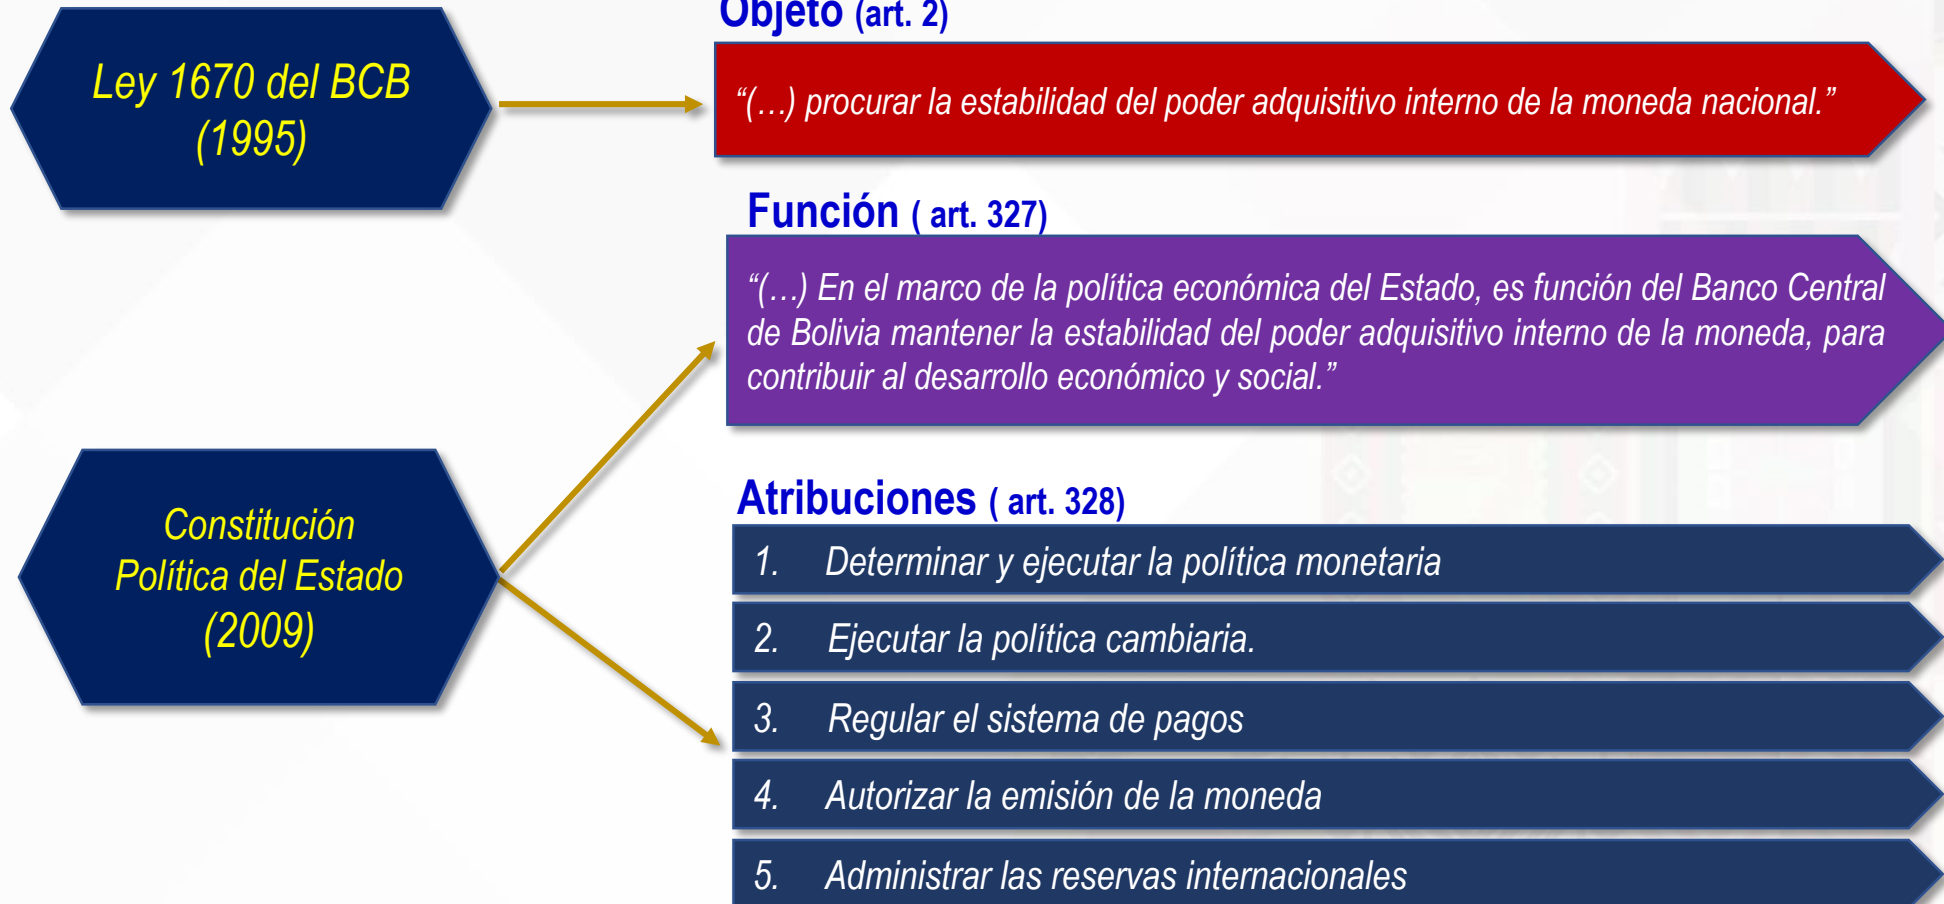 Ley 1670 del BCB
(1995)
Objeto (art. 2)
“(…) procurar la estabilidad del poder adquisitivo interno de la moneda nacional.”
Función ( art. 327)
“(…) En el marco de la política económica del Estado, es función del Banco Central
de Bolivia mantener la estabilidad del poder adquisitivo interno de la moneda, para
contribuir al desarrollo económico y social.”
Constitución
Política del Estado
(2009)
Atribuciones ( art. 328)
1. Determinar y ejecutar la política monetaria
2. Ejecutar la política cambiaria.
3. Regular el sistema de pagos
4. Autorizar la emisión de la moneda
5. Administrar las reservas internacionales